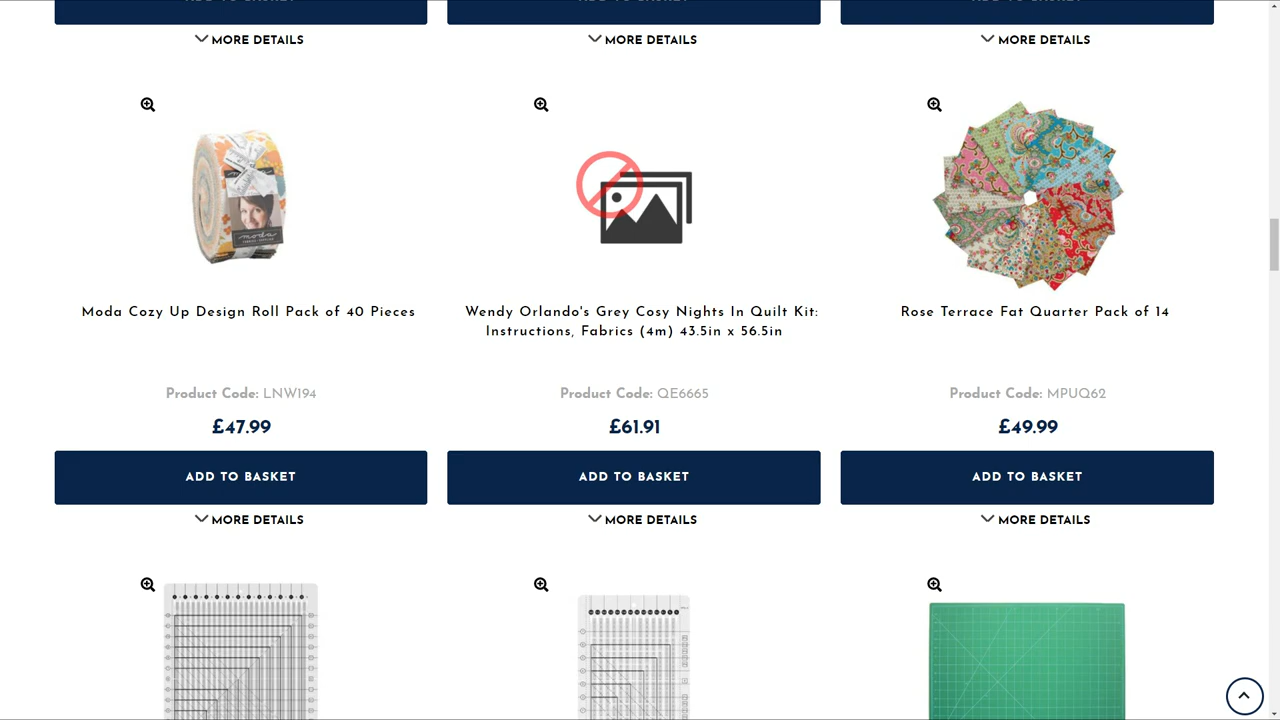 MORE DETAILS
MORE DETAILS
MORE DETAILS
moda
Moda Cozy Up Design Roll Pack of 40 Pieces
Wendy Orlando's Grey Cosy Nights In Quilt Kit:
Instructions, Fabrics (4m) 43.5in x 56.5in
Rose Terrace Fat Quarter Pack of 14
Product Code: LNW194
Product Code: QE6665
Product Code: MPUQ62
£47.99
£61.91
£49.99
ADD TO BASKET
ADD TO BASKET
ADD TO BASKET
MORE DETAILS
MORE DETAILS
MORE DETAILS